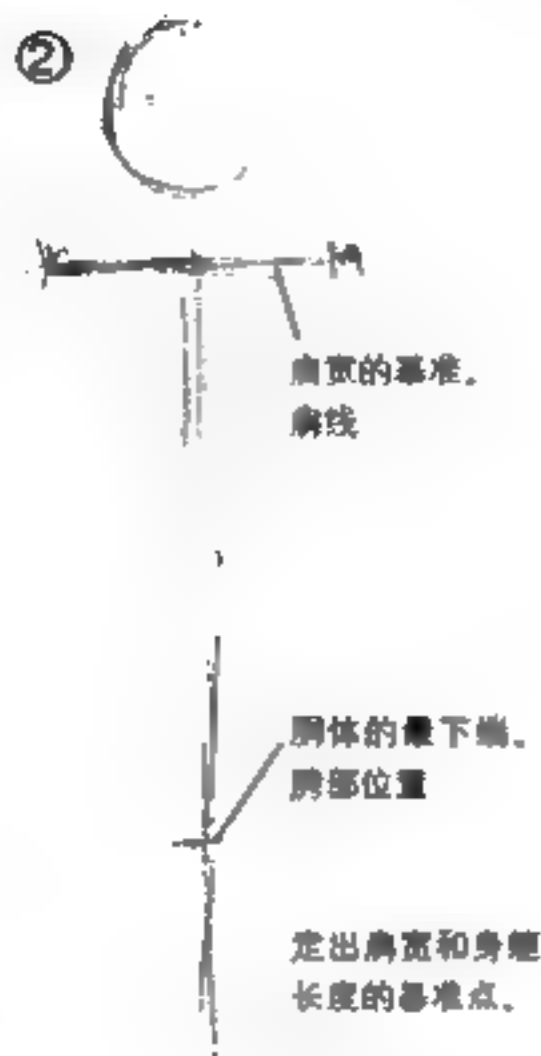 ②
肩宽的基准。
肩线
胴体的最下端。
胯部位置
定出肩宽和身躯
长度的基准点。